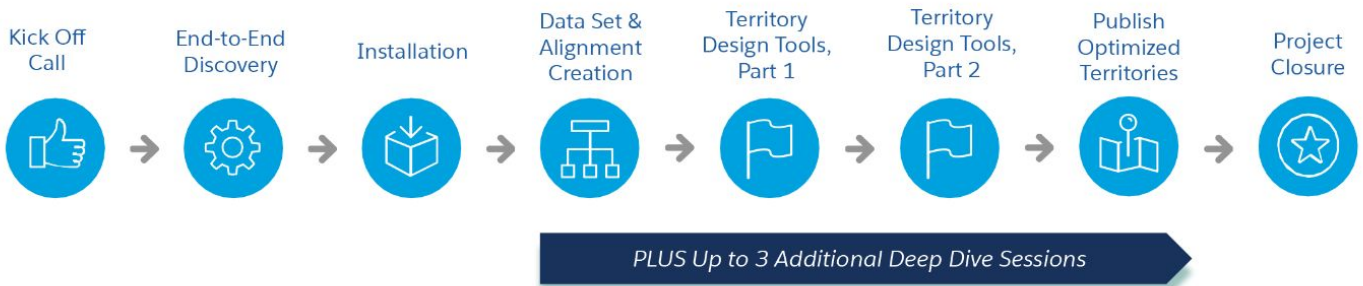 Kick Off
Call
End-to-End
Discovery
Installation
Data Set &
Alignment
Creation
Territory
Design Tools,
Part 1
Territory
Design Tools,
Part 2
Publish
Optimized
Territories
Project
Closure
PLUS Up to 3 Additional Deep Dive Sessions